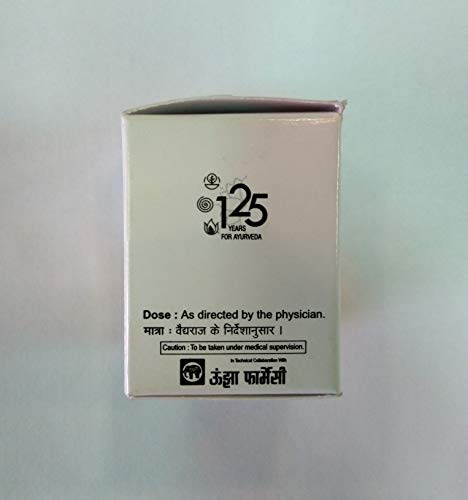 125
YEARS
FOR AYURVEDA
Dose : As directed by the physician.
मात्रा : वैद्यराज के निर्देशानुसार ।
Caution : To be taken under medical supervision.
In Technical Collaboration With
ऊंझा फार्मेसी